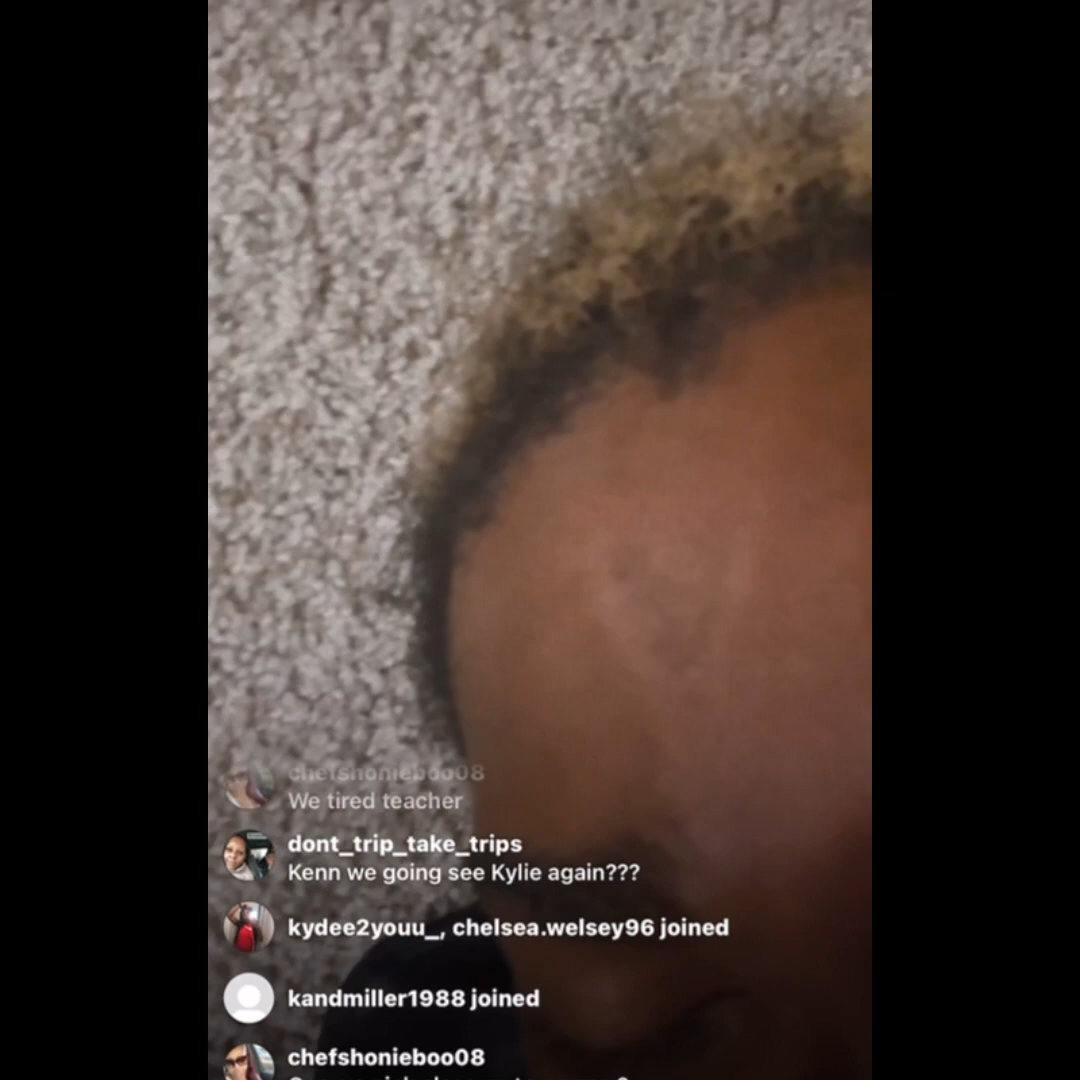 chefshonieboo08
We tired teacher
dont_trip_take_trips
Kenn we going see Kylie again???
kydee2youu_, chelsea.welsey96 joined
kandmiller1988 joined
chefshonieboo08